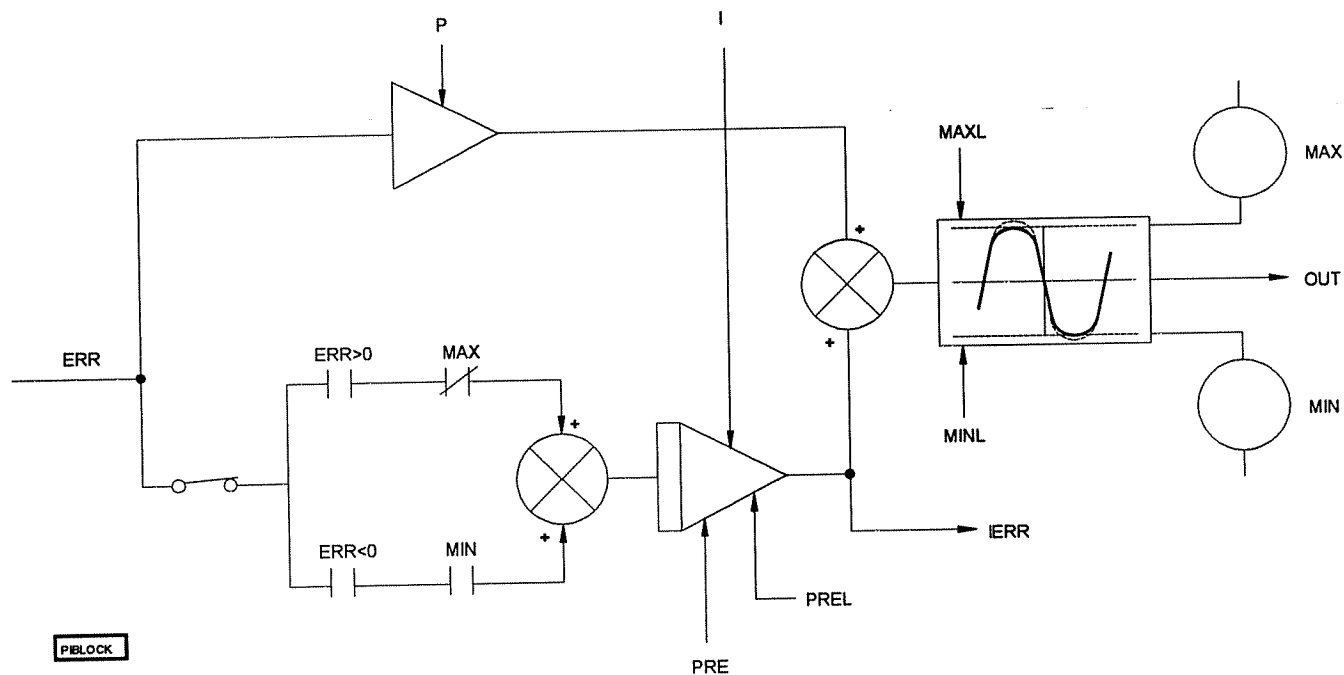 P
I
MAXL
MAX
+
OUT
ERR
ERR>0
MAX
+
+
MINL
MIN
+
ERR<0
MIN
IERR
PREL
PIBLOCK
PRE